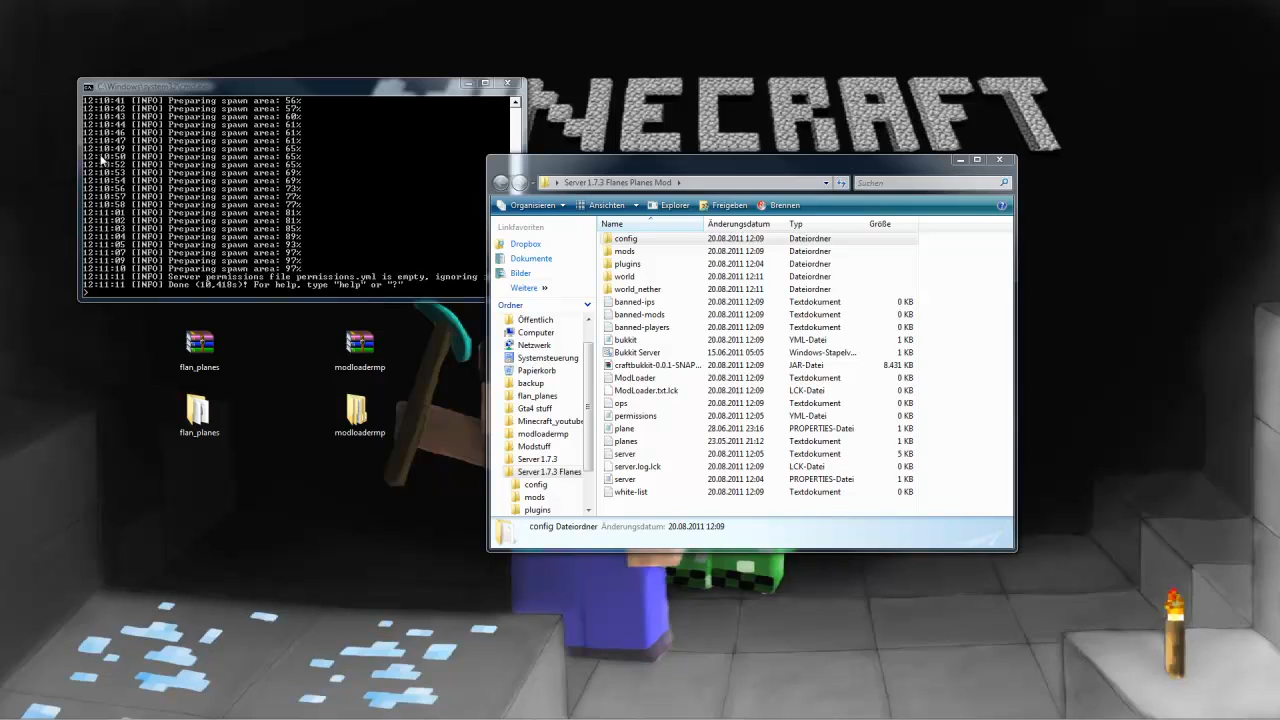 C:\Windows\system32\cmd.exe
12:10:41 [INFO] Preparing spawn area: 56%
12:10:42 [INFO] Preparing spawn area: 57%
12:10:43 [INFO] Preparing spawn area: 60%
12:10:44 [INFO] Preparing spawn area: 61%
12:10:46 [INFO] Preparing spawn area: 61%
12:10:47 [INFO] Preparing spawn area: 61%
12:10:49 [INFO] Preparing spawn area: 65%
12:10:50 [INFO] Preparing spawn area: 65%
12:10:52 [INFO] Preparing spawn area: 65%
12:10:53 [INFO] Preparing spawn area: 69%
12:10:54 [INFO] Preparing spawn area: 69%
12:10:56 [INFO] Preparing spawn area: 73%
12:10:57 [INFO] Preparing spawn area: 77%
12:10:58 [INFO] Preparing spawn area: 77%
12:11:01 [INFO] Preparing spawn area: 81%
12:11:02 [INFO] Preparing spawn area: 81%
12:11:03 [INFO] Preparing spawn area: 85%
12:11:04 [INFO] Preparing spawn area: 89%
12:11:05 [INFO] Preparing spawn area: 93%
12:11:07 [INFO] Preparing spawn area: 97%
12:11:09 [INFO] Preparing spawn area: 97%
12:11:10 [INFO] Preparing spawn area: 97%
12:11:11 [INFO] Server permissions file permissions.yml is empty, ignoring
12:11:11 [INFO] Done (10,418s)! For help, type "help" or "?"
>
NECRAFT
flan_planes
modloadermp
flan_planes
modloadermp
Server 1.7.3 Flanes Planes Mod
Suchen
Organisieren Ansichten Explorer Freigeben Brennen
Linkfavoriten
Dropbox
Dokumente
Bilder
Weitere »
Ordner
Öffentlich
Computer
Netzwerk
Systemsteuerung
Papierkorb
backup
flan_planes
Gta4 stuff
Minecraft_youtube
modloadermp
Modstuff
Server 1.7.3
Server 1.7.3 Flanes
config
mods
plugins
Name Änderungsdatum Typ Größe
config 20.08.2011 12:09 Dateiordner
mods 20.08.2011 12:09 Dateiordner
plugins 20.08.2011 12:04 Dateiordner
world 20.08.2011 12:11 Dateiordner
world_nether 20.08.2011 12:11 Dateiordner
banned-ips 20.08.2011 12:09 Textdokument 0 KB
banned-mods 20.08.2011 12:09 Textdokument 0 KB
banned-players 20.08.2011 12:09 Textdokument 0 KB
bukkit 20.08.2011 12:09 YML-Datei 1 KB
Bukkit Server 15.06.2011 05:05 Windows-Stapelv... 1 KB
craftbukkit-0.0.1-SNAP... 20.08.2011 12:09 JAR-Datei 8.431 KB
ModLoader 20.08.2011 12:09 Textdokument 0 KB
ModLoader.txt.lck 20.08.2011 12:09 LCK-Datei 0 KB
ops 20.08.2011 12:09 Textdokument 0 KB
permissions 20.08.2011 12:05 YML-Datei 0 KB
plane 28.06.2011 23:16 PROPERTIES-Datei 1 KB
planes 23.05.2011 21:12 Textdokument 1 KB
server 20.08.2011 12:05 Textdokument 5 KB
server.log.lck 20.08.2011 12:09 LCK-Datei 0 KB
server 20.08.2011 12:04 PROPERTIES-Datei 1 KB
white-list 20.08.2011 12:09 Textdokument 0 KB
config Dateiordner Änderungsdatum: 20.08.2011 12:09